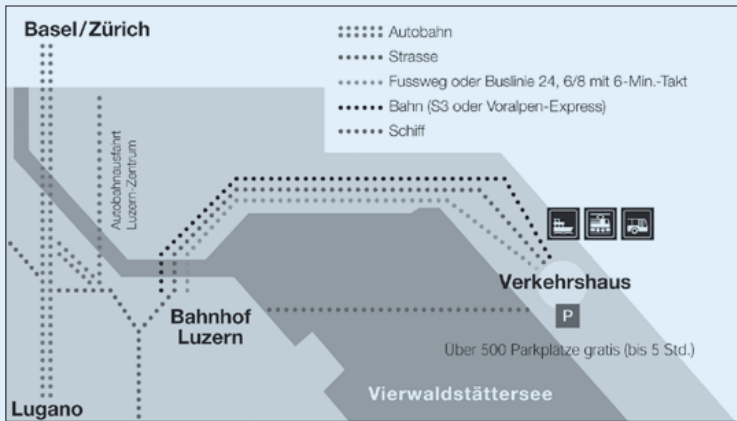 Basel/Zürich
Autobahn
Strasse
Fussweg oder Buslinie 24, 6/8 mit 6-Min.-Takt
Bahn (S3 oder Voralpen-Express)
Schiff
Autobahnausfahrt
Luzern-Zentrum
Verkehrshaus
P
Bahnhof
Luzern
Über 500 Parkplätze gratis (bis 5 Std.)
Vierwaldstättersee
Lugano